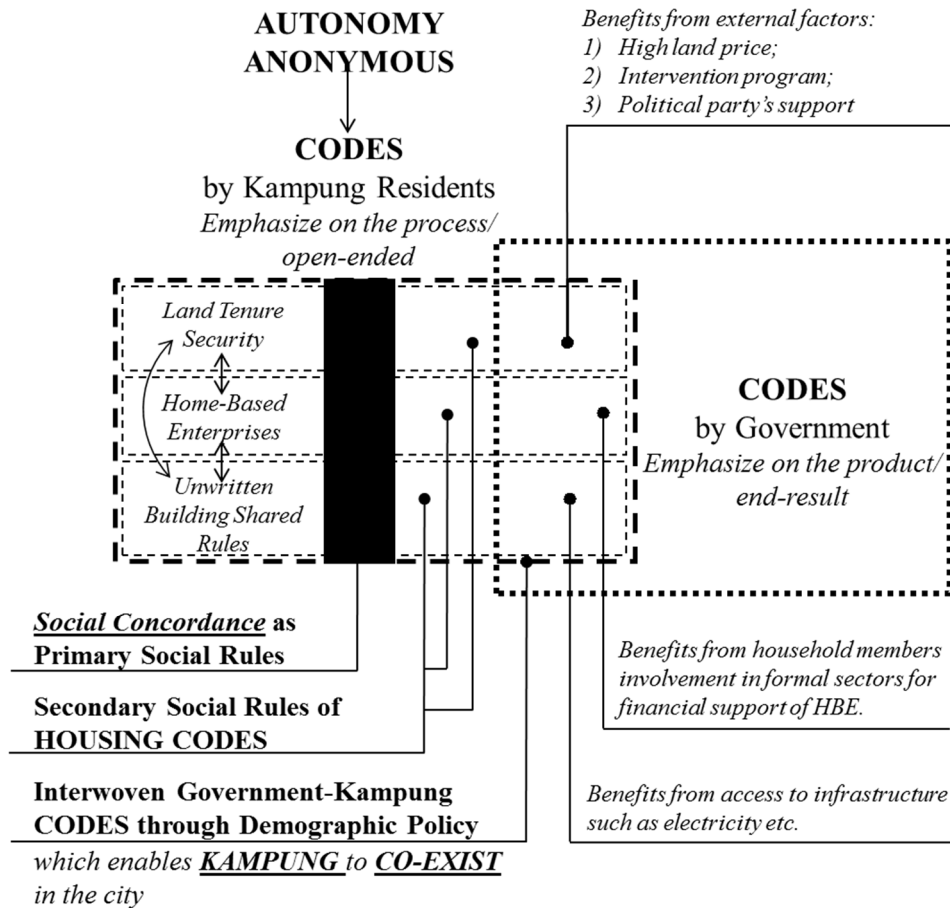 AUTONOMY
ANONYMOUS
Benefits from external factors:
1) High land price;
2) Intervention program;
3) Political party's support
CODES
by Kampung Residents
Emphasize on the process/
open-ended
Land Tenure
Security
Home-Based
Enterprises
Unwritten
Building Shared
Rules
CODES
by Government
Emphasize on the product/
end-result
Social Concordance as
Primary Social Rules
Secondary Social Rules of
HOUSING CODES
Interwoven Government-Kampung
CODES through Demographic Policy
which enables KAMPUNG to CO-EXIST
in the city
Benefits from household members
involvement in formal sectors for
financial support of HBE.
Benefits from access to infrastructure
such as electricity etc.